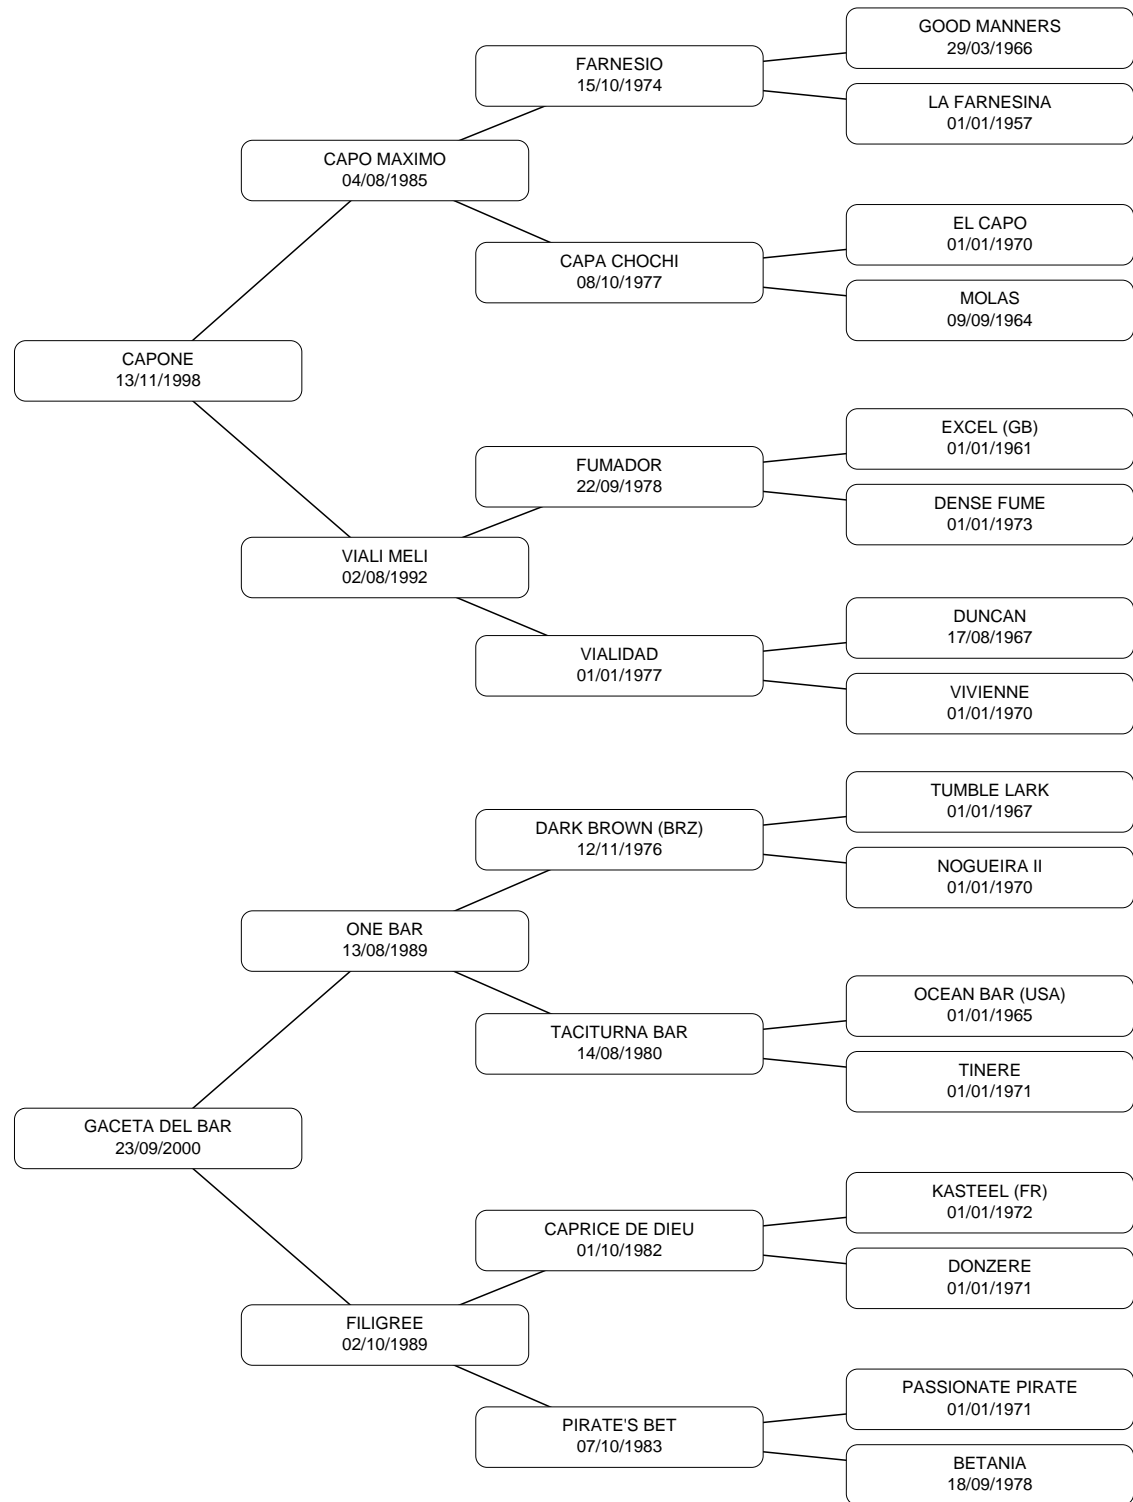 GOOD MANNERS
29/03/1966
FARNESIO
15/10/1974
LA FARNESINA
01/01/1957
CAPO MAXIMO
04/08/1985
EL CAPO
01/01/1970
CAPA CHOCHI
08/10/1977
MOLAS
09/09/1964
CAPONE
13/11/1998
EXCEL (GB)
01/01/1961
FUMADOR
22/09/1978
DENSE FUME
01/01/1973
VIALI MELI
02/08/1992
DUNCAN
17/08/1967
VIALIDAD
01/01/1977
VIVIENNE
01/01/1970
TUMBLE LARK
01/01/1967
DARK BROWN (BRZ)
12/11/1976
NOGUEIRA II
01/01/1970
ONE BAR
13/08/1989
OCEAN BAR (USA)
01/01/1965
TACITURNA BAR
14/08/1980
TINERE
01/01/1971
GACETA DEL BAR
23/09/2000
KASTEEL (FR)
01/01/1972
CAPRICE DE DIEU
01/10/1982
DONZERE
01/01/1971
FILIGREE
02/10/1989
PASSIONATE PIRATE
01/01/1971
PIRATE'S BET
07/10/1983
BETANIA
18/09/1978